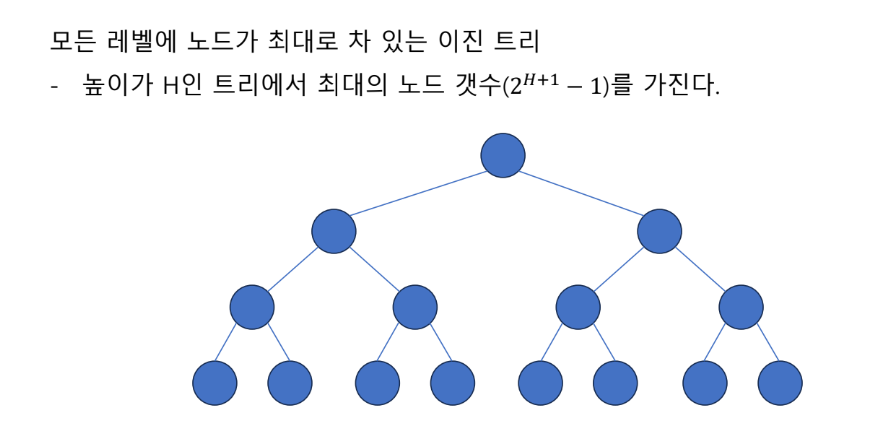 모든 레벨에 노드가 최대로 차 있는 이진 트리
- 높이가 H인 트리에서 최대의 노드 갯수(2^{H+1} − 1)를 가진다.